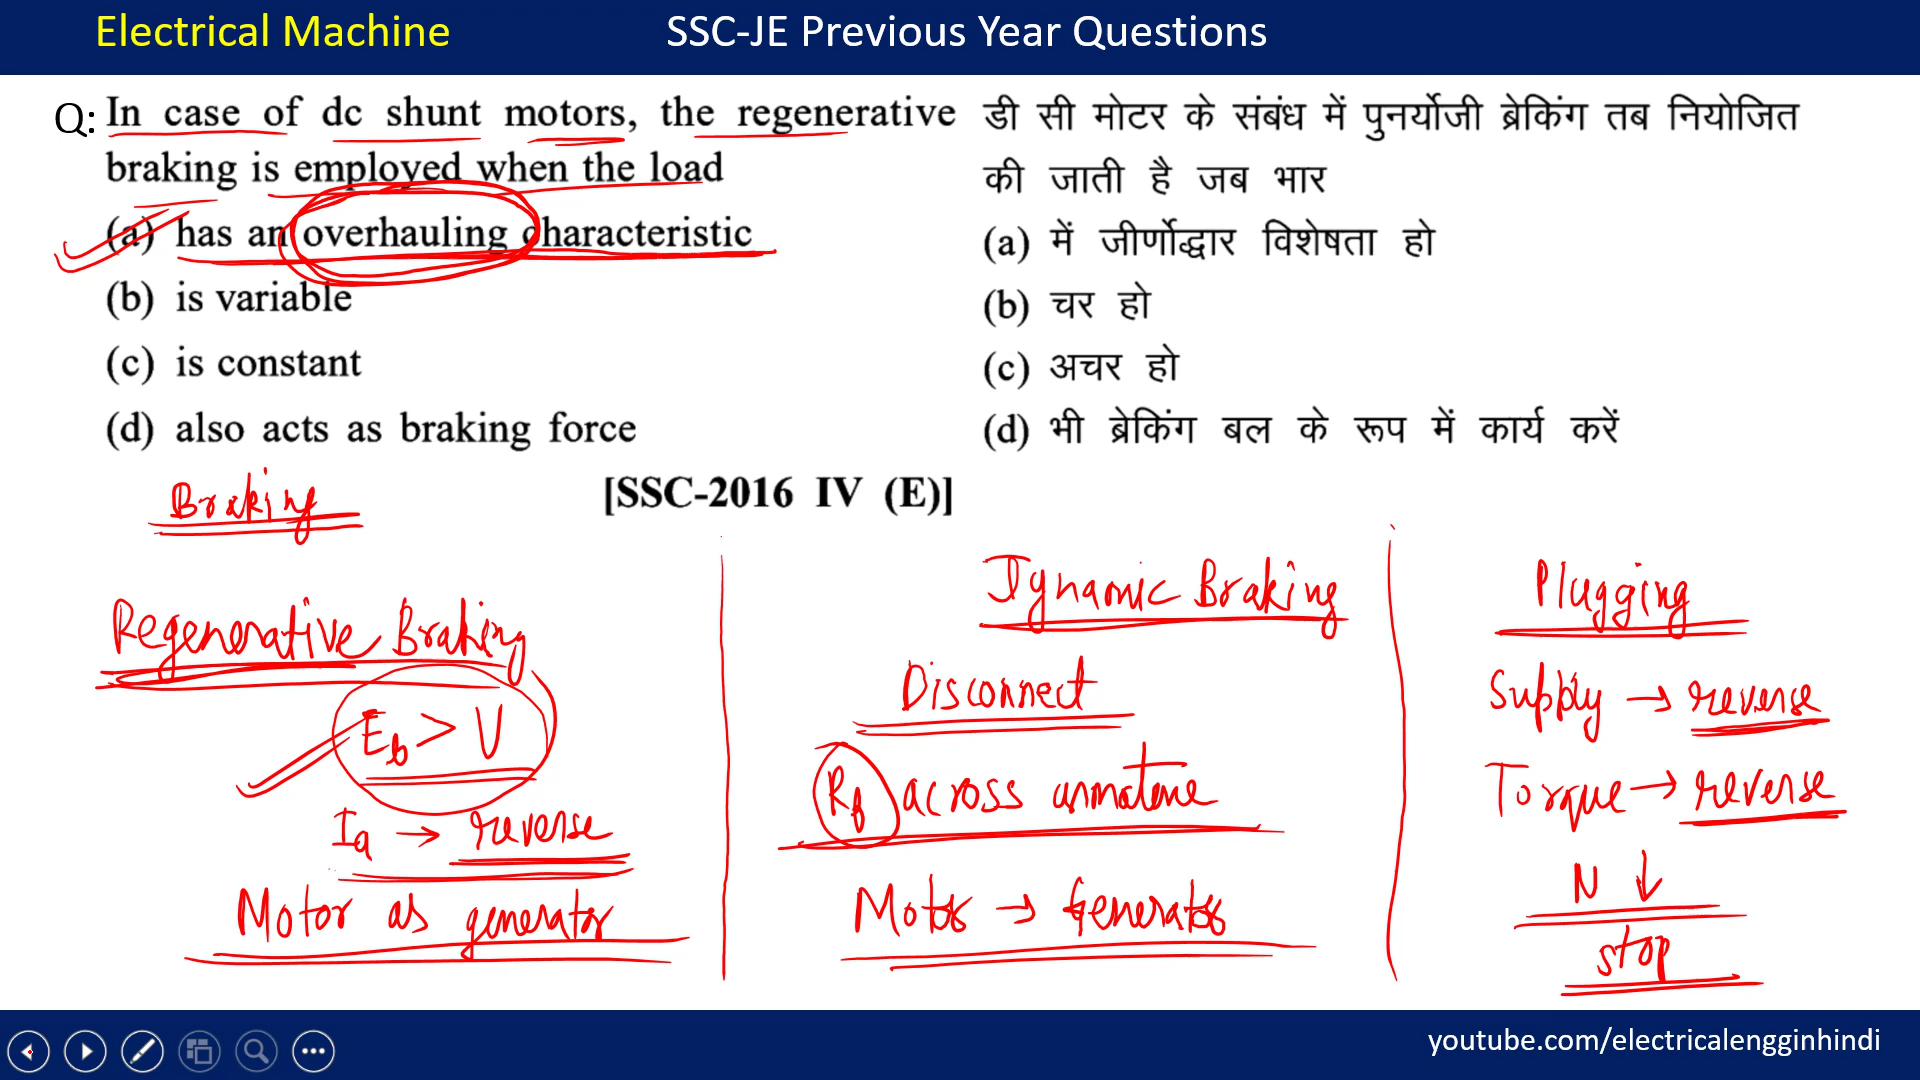 Electrical Machine
SSC-JE Previous Year Questions
Q: In case of dc shunt motors, the regenerative
braking is employed when the load
(a) has an overhauling characteristic
(b) is variable
(c) is constant
(d) also acts as braking force
डी सी मोटर के संबंध में पुनर्योजी ब्रेकिंग तब नियोजित
की जाती है जब भार
(a) में जीर्णोद्धार विशेषता हो
(b) चर हो
(c) अचर हो
(d) भी ब्रेकिंग बल के रूप में कार्य करें
[SSC-2016 IV (E)]
Braking
Regenerative Braking
Eb > V
Ia → reverse
Motor as generator
Dynamic Braking
Disconnect
Rb across armature
Motor → Generator
Plugging
Supply → reverse
Torque → reverse
N ↓
stop
youtube.com/electricalengginhindi